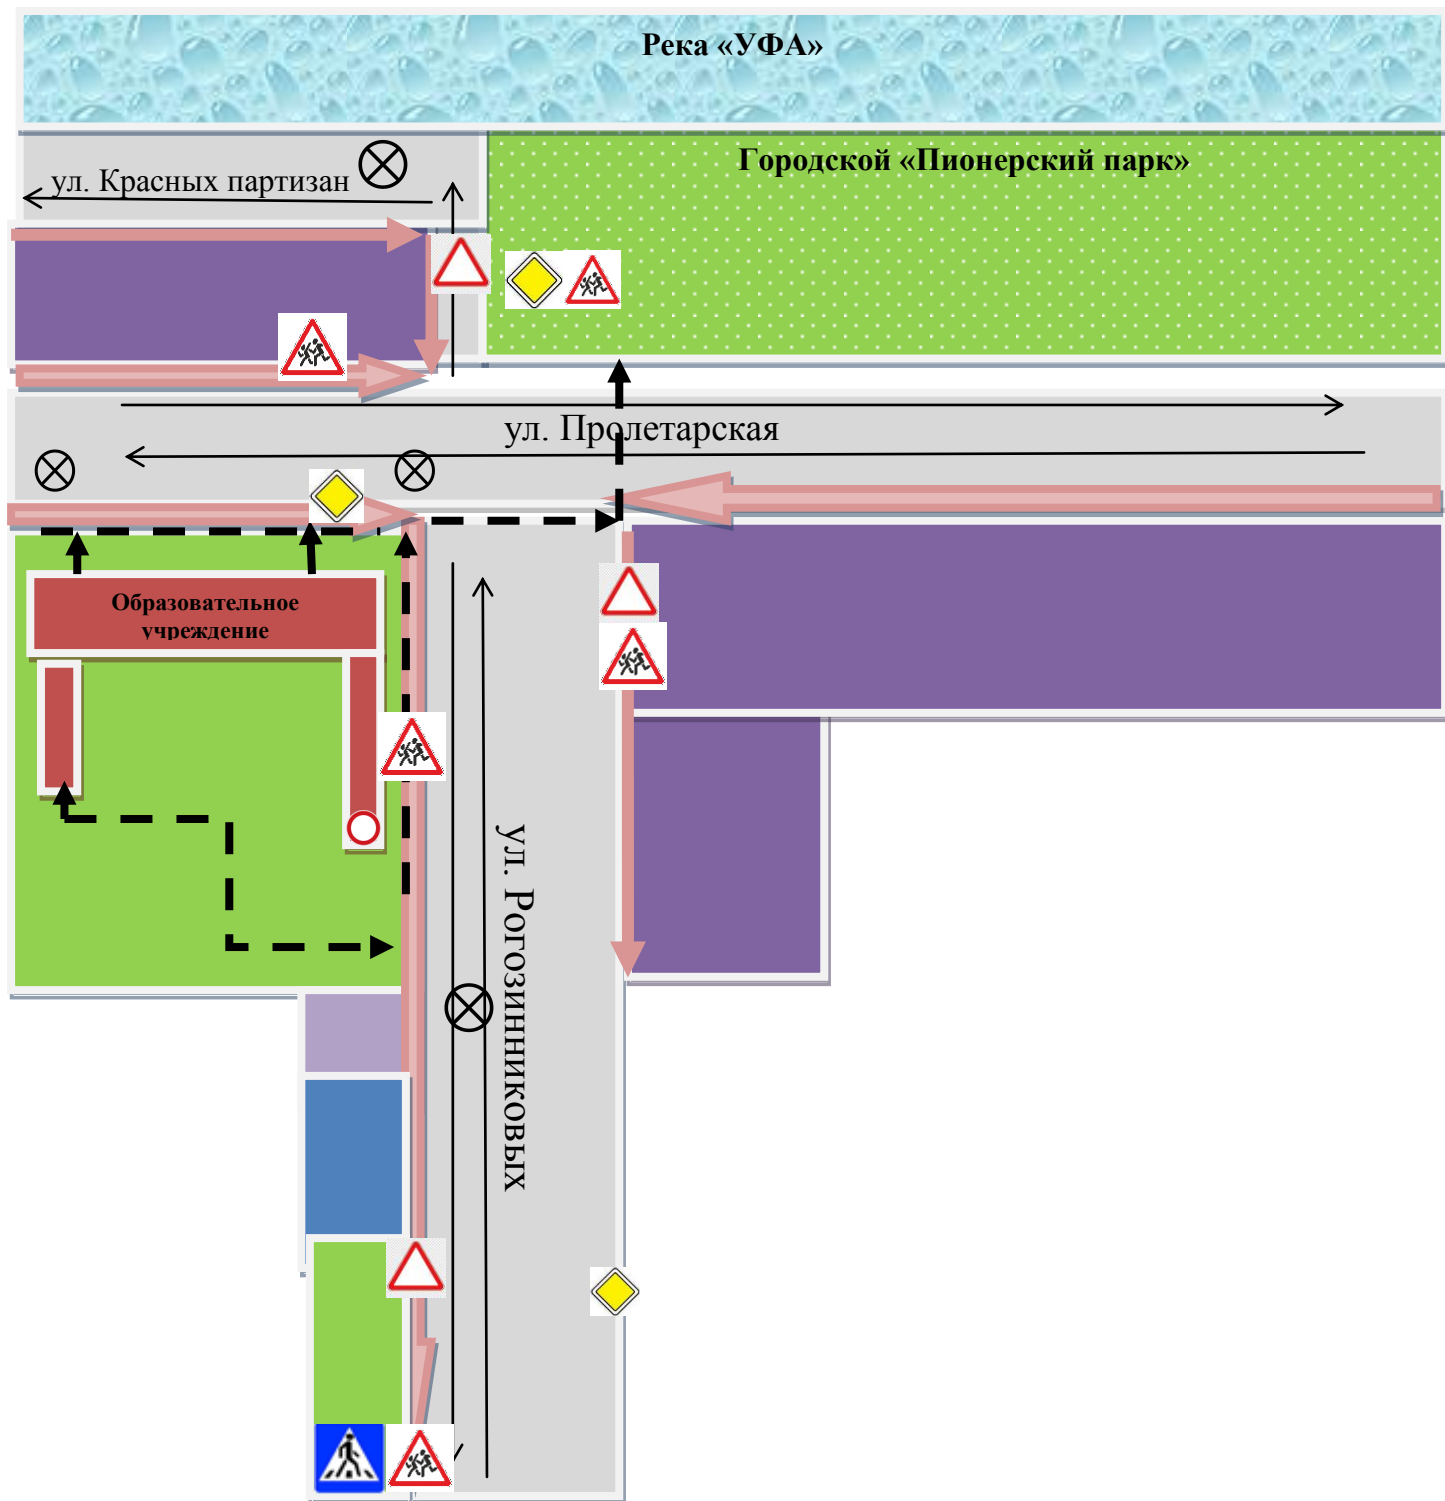 Река «УФА»
Городской «Пионерский парк»
ул. Красных партизан
ул. Пролетарская
Образовательное
учреждение
ул. Рогозинниковых